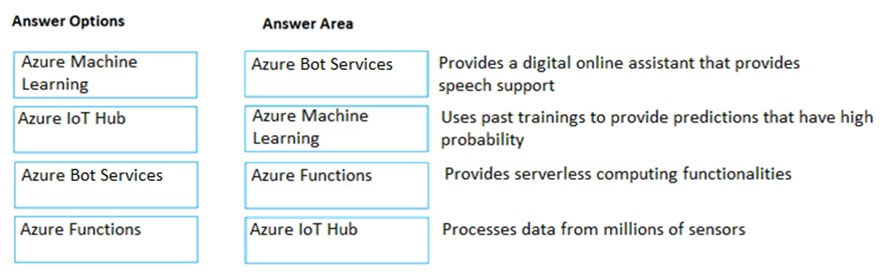 Answer Options
Answer Area
Azure Machine
Learning
Azure Bot Services
Provides a digital online assistant that provides
speech support
Azure IoT Hub
Azure Machine
Learning
Uses past trainings to provide predictions that have high
probability
Azure Bot Services
Azure Functions
Provides serverless computing functionalities
Azure Functions
Azure IoT Hub
Processes data from millions of sensors